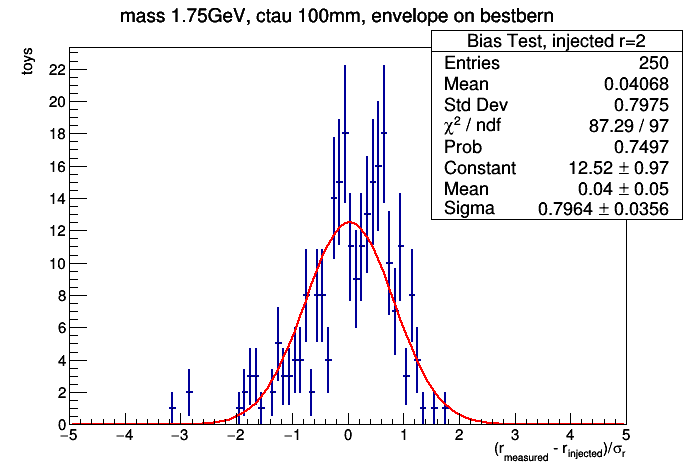 mass 1.75GeV, ctau 100mm, envelope on bestbern
toys
Bias Test, injected r=2
Entries 250
Mean 0.04068
Std Dev 0.7975
χ² / ndf 87.29 / 97
Prob 0.7497
Constant 12.52 ± 0.97
Mean 0.04 ± 0.05
Sigma 0.7964 ± 0.0356
22
20
18
16
14
12
10
8
6
4
2
0
−5 −4 −3 −2 −1 0 1 2 3 4 5
(r_measured - r_injected)/σ_r